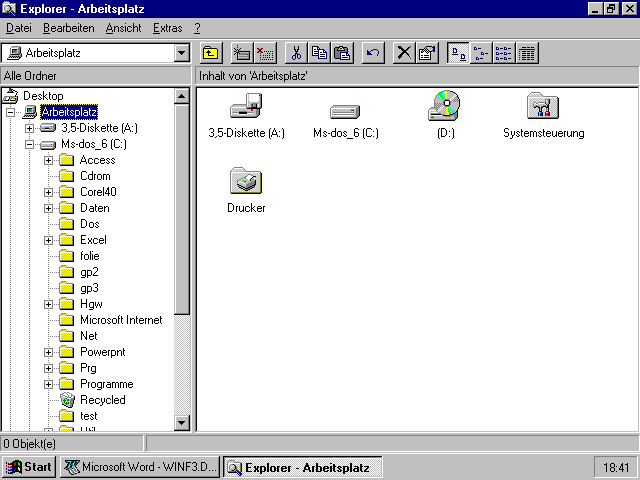 Explorer - Arbeitsplatz
Datei Bearbeiten Ansicht Extras ?
Arbeitsplatz
Alle Ordner
Inhalt von 'Arbeitsplatz'
Desktop
Arbeitsplatz
3,5-Diskette (A:)
Ms-dos_6 (C:)
Access
Cdrom
Corel40
Daten
Dos
Excel
folie
gp2
gp3
Hgw
Microsoft Internet
Net
Powerpnt
Prg
Programme
Recycled
test
3,5-Diskette (A:)
Ms-dos_6 (C:)
(D:)
Systemsteuerung
Drucker
0 Objekt(e)
Start
Microsoft Word - WINF3.D...
Explorer - Arbeitsplatz
18:41